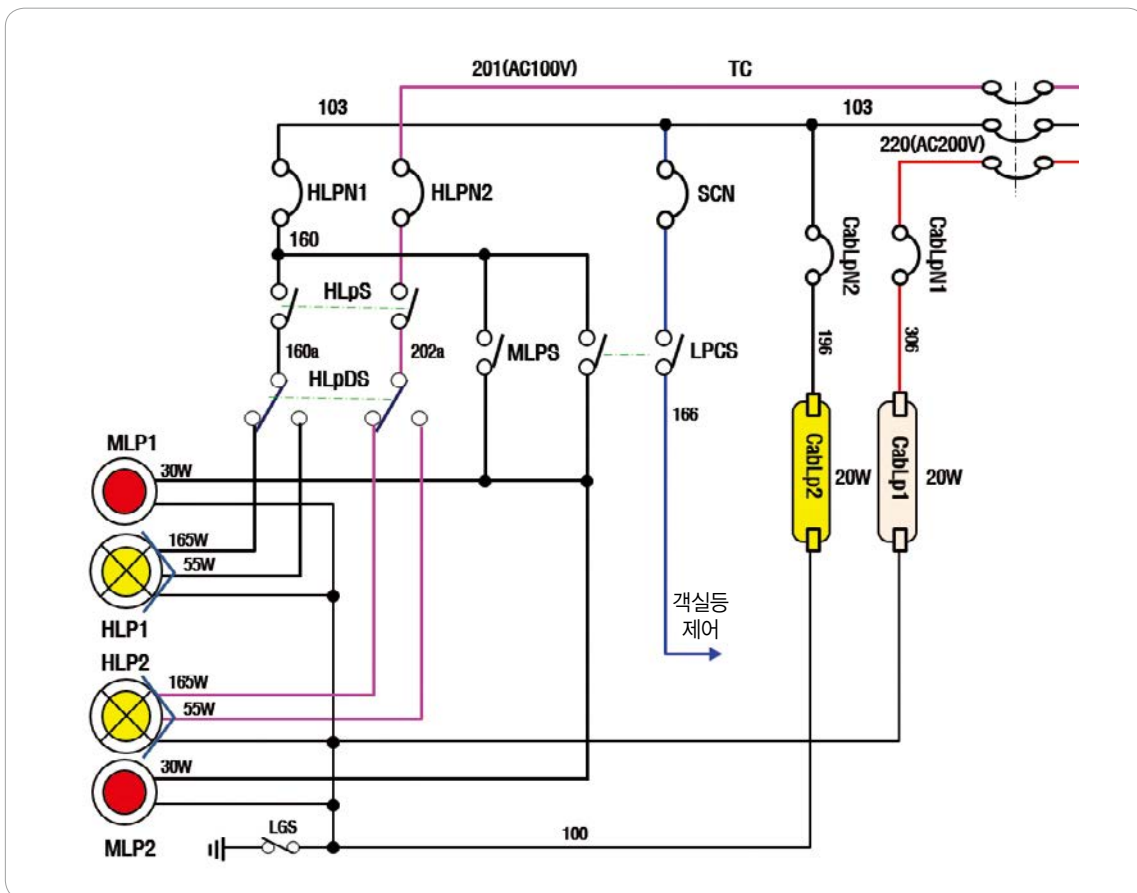 201(AC100V)
TC
103
103
220(AC200V)
HLPN1
HLPN2
SCN
CabLpN2
CabLpN1
160
HLpS
160a
202a
MLPS
LPCS
196
306
HLpDS
166
MLP1
30W
CabLp2
20W
CabLp1
20W
165W
55W
HLP1
객실등
제어
HLP2
165W
55W
30W
MLP2
LGS
100